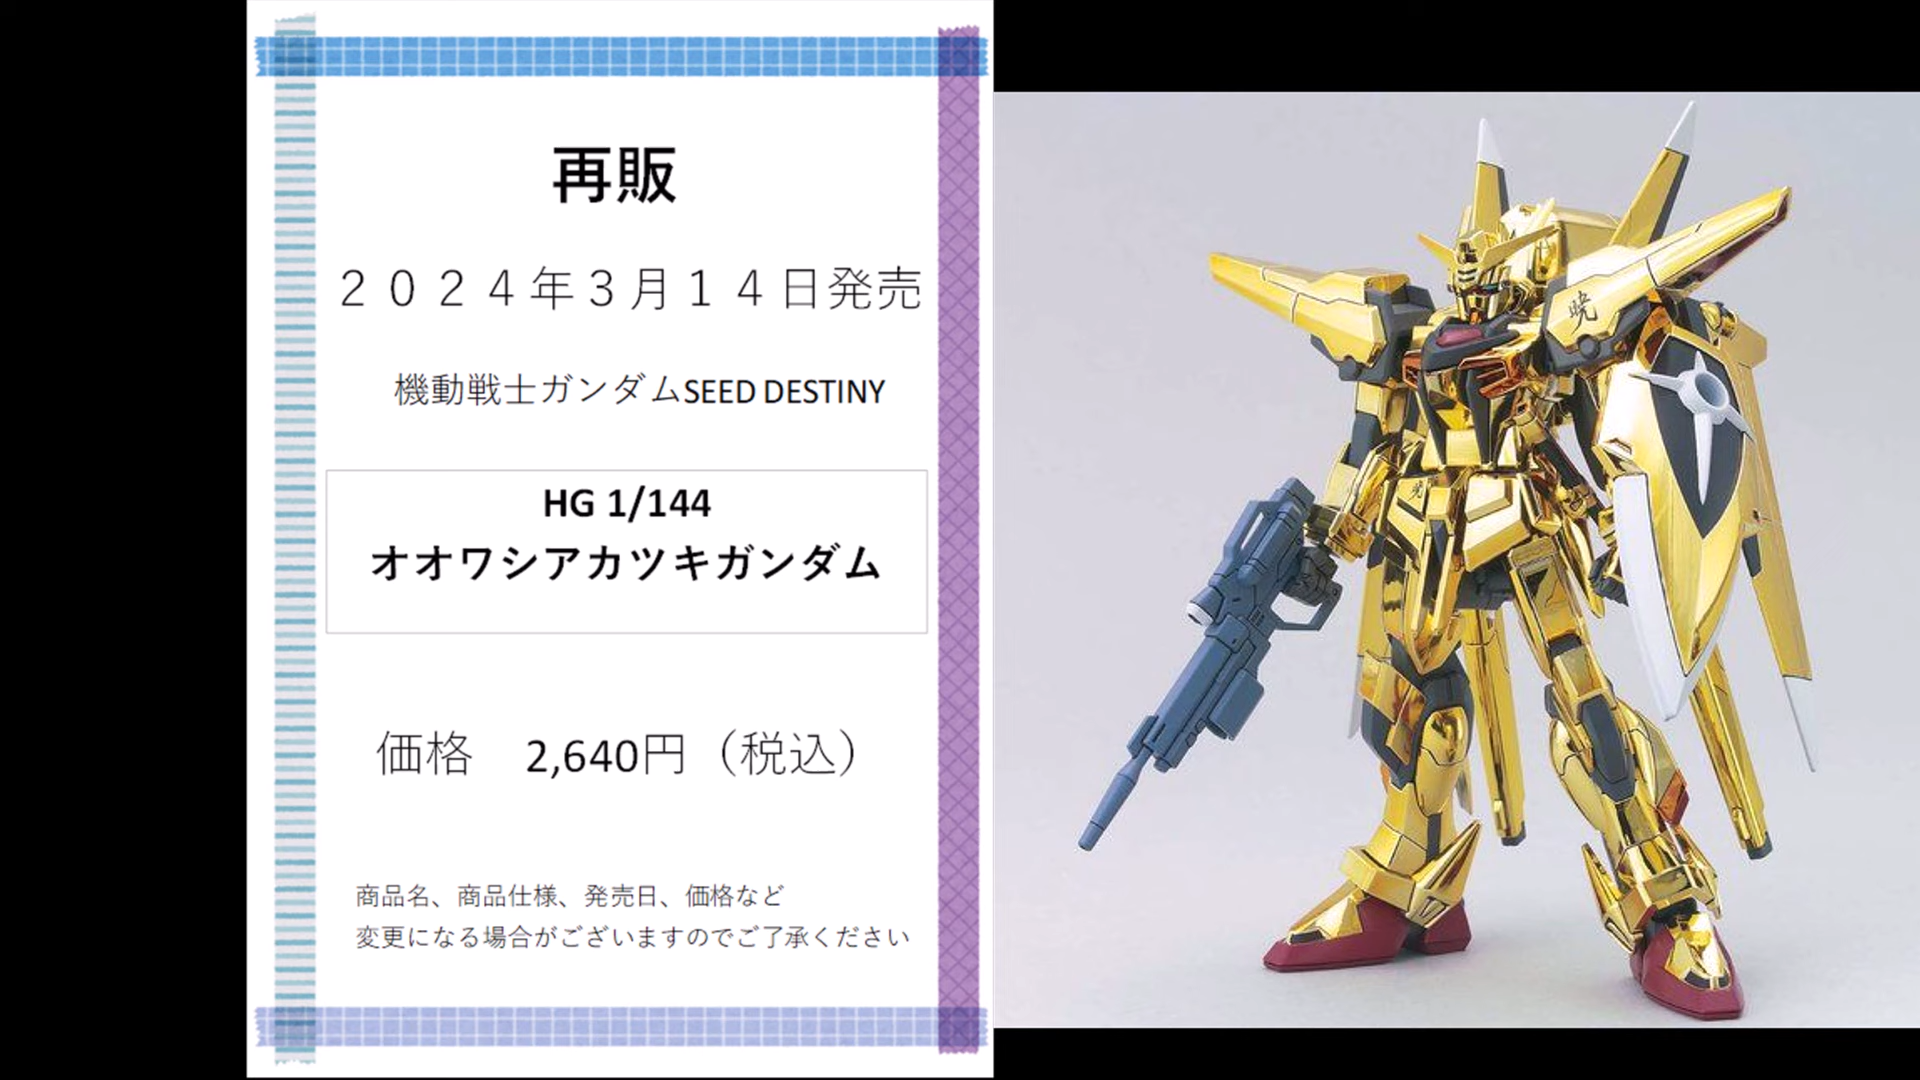 再販
２０２４年３月１４日発売
機動戦士ガンダムSEED DESTINY
HG 1/144
オオワシアカツキガンダム
価格　2,640円（税込）
商品名、商品仕様、発売日、価格など
変更になる場合がございますのでご了承ください
暁